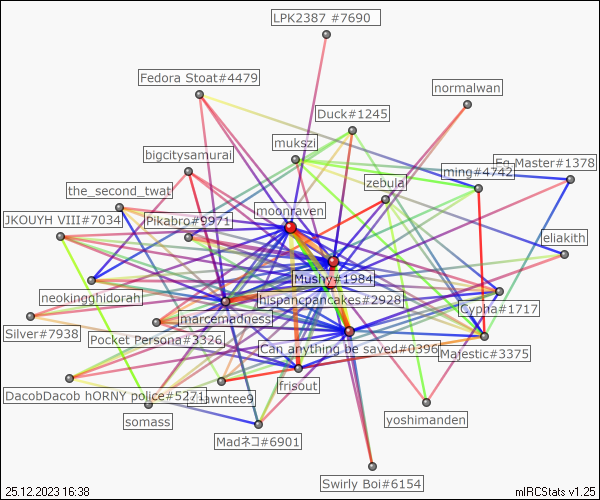 LPK2387 #7690
Fedora Stoat#4479
normalwan
Duck#1245
mukszi
bigcitysamurai
Eg Master#1378
ming#4742
zebula
the_second_twat
moonraven
JKOUYH VIII#7034
Pikabro#9971
eliakith
Mushy#1984
neokingghidorah
hispanicpancakes#2928
Cypha#1717
marcemadness
Silver#7938
Pocket Persona#3326
Can anything be saved#0396
Majestic#3375
frisout
DacobDacob hORNY police#5271
awntee9
somass
yoshimanden
Madネコ#6901
Swirly Boi#6154
25.12.2023 16:38
mIRCStats v1.25